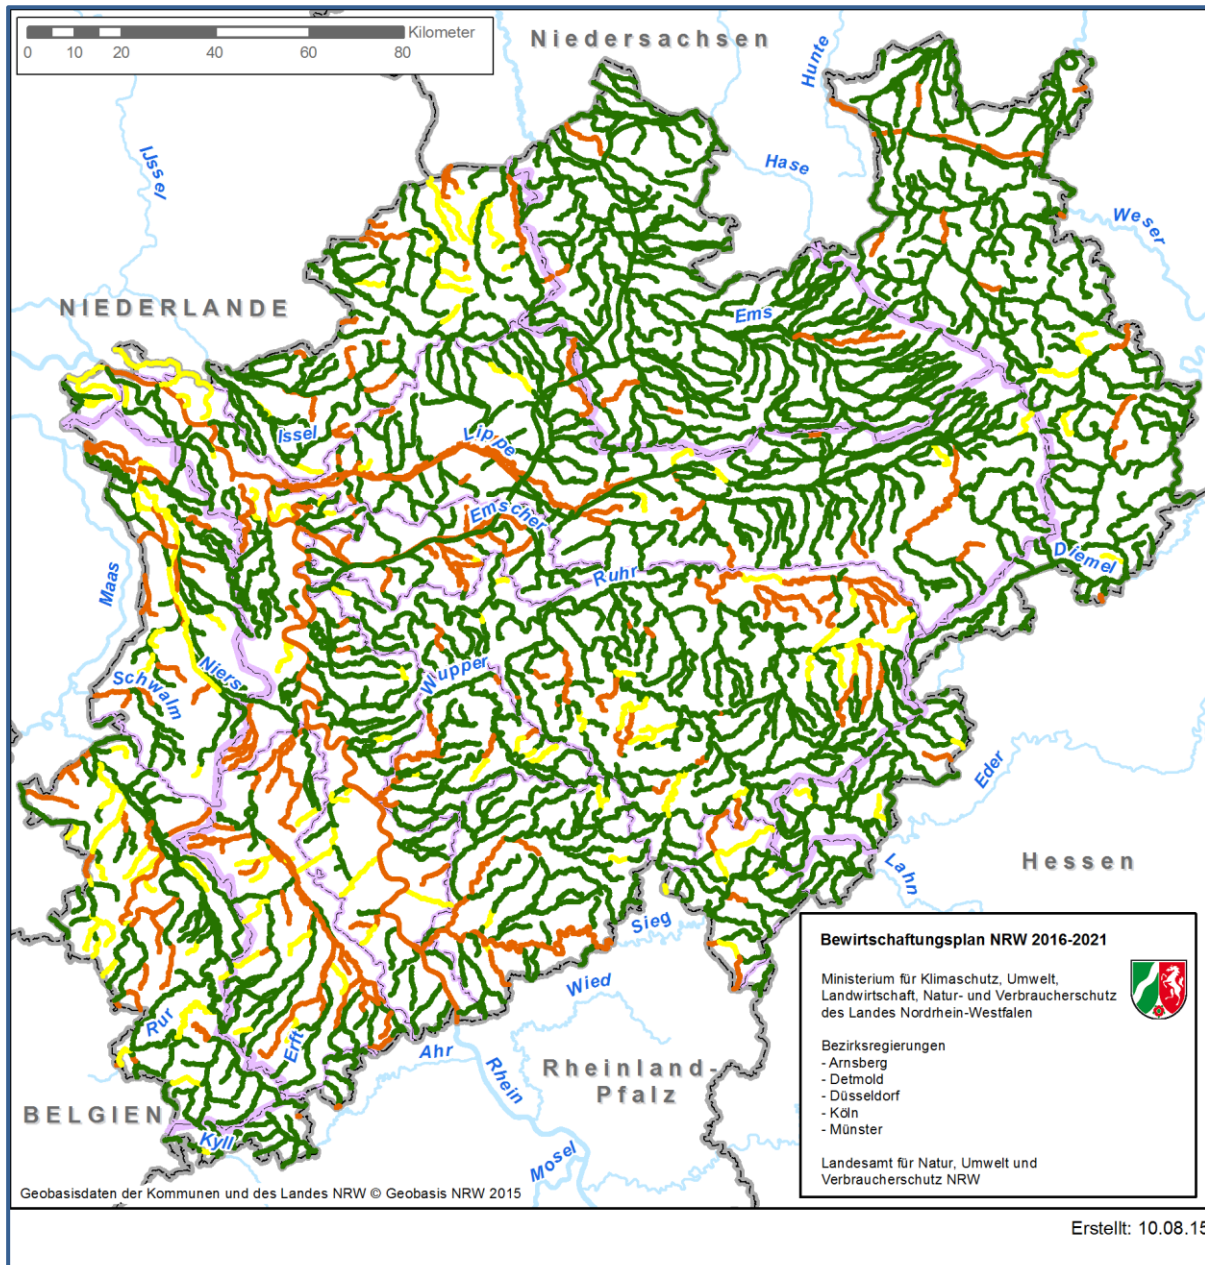 Kilometer
0 10 20 40 60 80
Niedersachsen
Hunte
IJssel
Hase
Weser
NIEDERLANDE
Ems
Issel
Lippe
Emscher
Maas
Ruhr
Diemel
Niers
Wupper
Schwalm
Eder
Hessen
Lahn
Sieg
Wied
Rur
Erft
Ahr
Rhein
Rheinland-
Pfalz
BELGIEN
Kyll
Mosel
Bewirtschaftungsplan NRW 2016-2021
Ministerium für Klimaschutz, Umwelt,
Landwirtschaft, Natur- und Verbraucherschutz
des Landes Nordrhein-Westfalen
Bezirksregierungen
- Arnsberg
- Detmold
- Düsseldorf
- Köln
- Münster
Landesamt für Natur, Umwelt und
Verbraucherschutz NRW
Geobasisdaten der Kommunen und des Landes NRW © Geobasis NRW 2015
Erstellt: 10.08.15